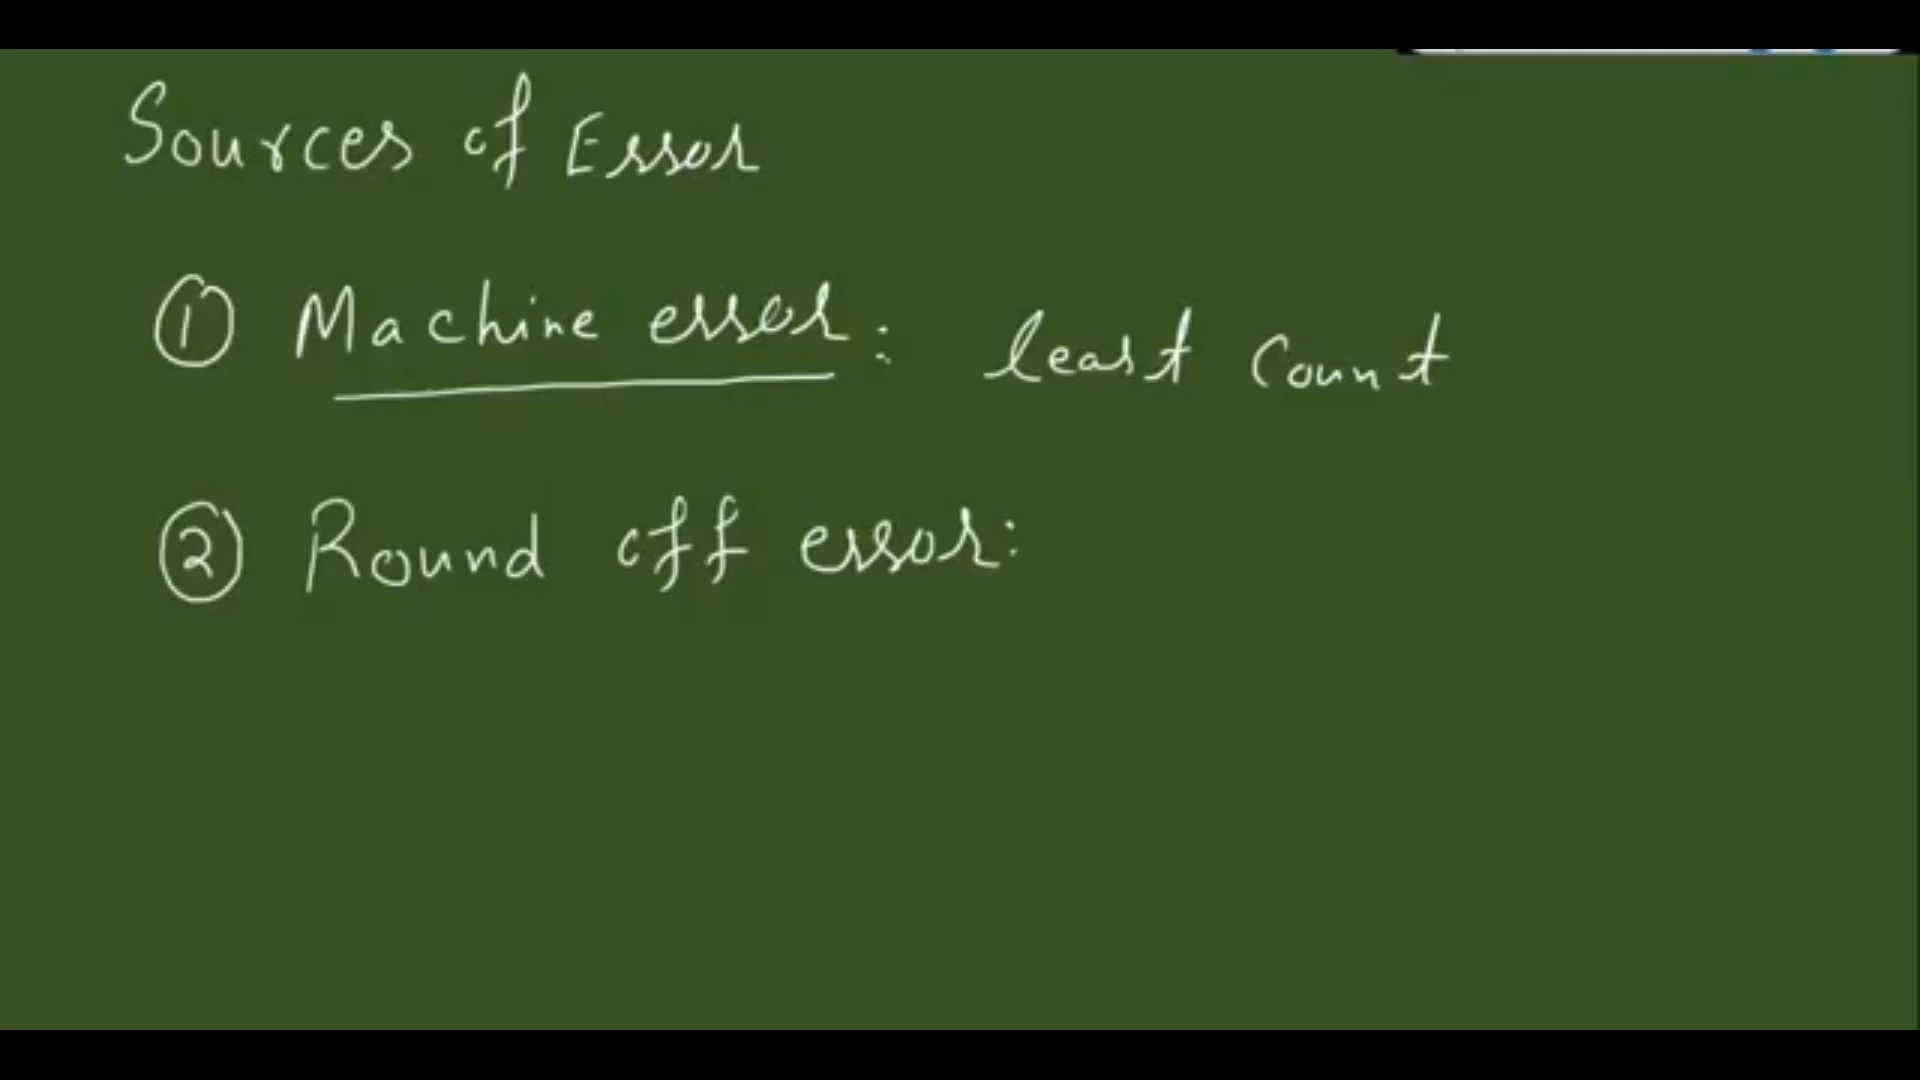 Sources of Error
① Machine error: least count
② Round off error: